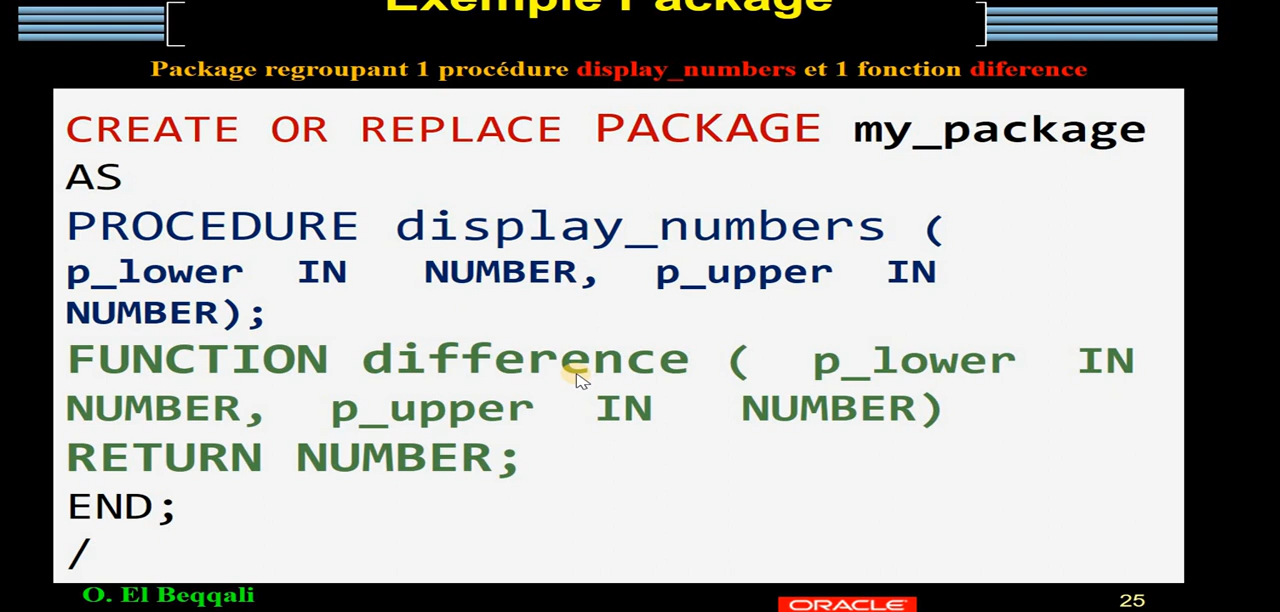 Exemple Package
Package regroupant 1 procédure display_numbers et 1 fonction diference
CREATE OR REPLACE PACKAGE my_package
AS
PROCEDURE display_numbers (
p_lower IN NUMBER, p_upper IN
NUMBER);
FUNCTION difference ( p_lower IN
NUMBER, p_upper IN NUMBER)
RETURN NUMBER;
END;
/
O. El Beqqali
ORACLE
25